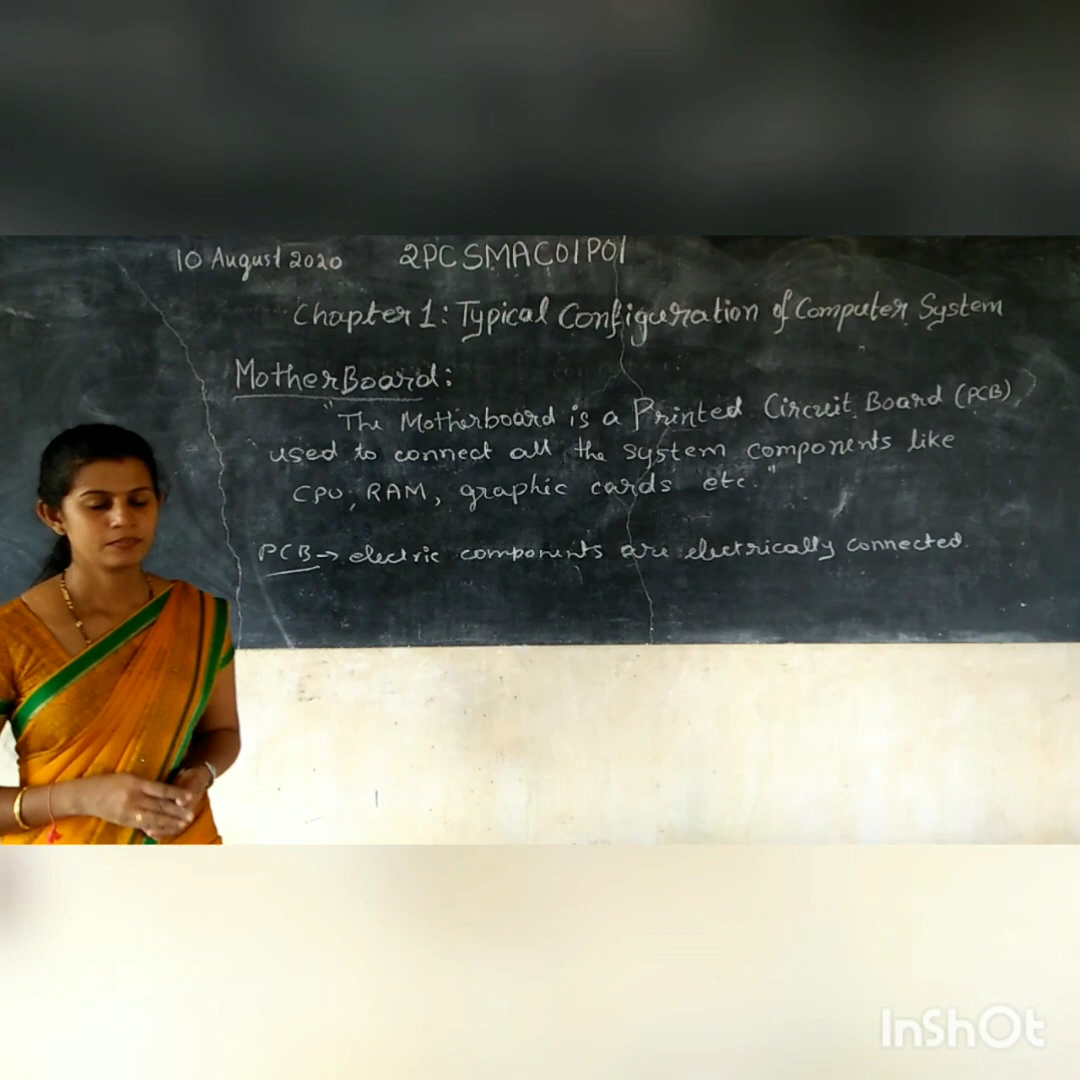 10 August 2020 2PCSMAC01P01
Chapter 1: Typical Configuration of Computer System
MotherBoard:
"The Motherboard is a Printed Circuit Board (PCB),
used to connect all the system components like
CPU, RAM, graphic cards etc."
PCB → electric components are electrically connected.
InShOt